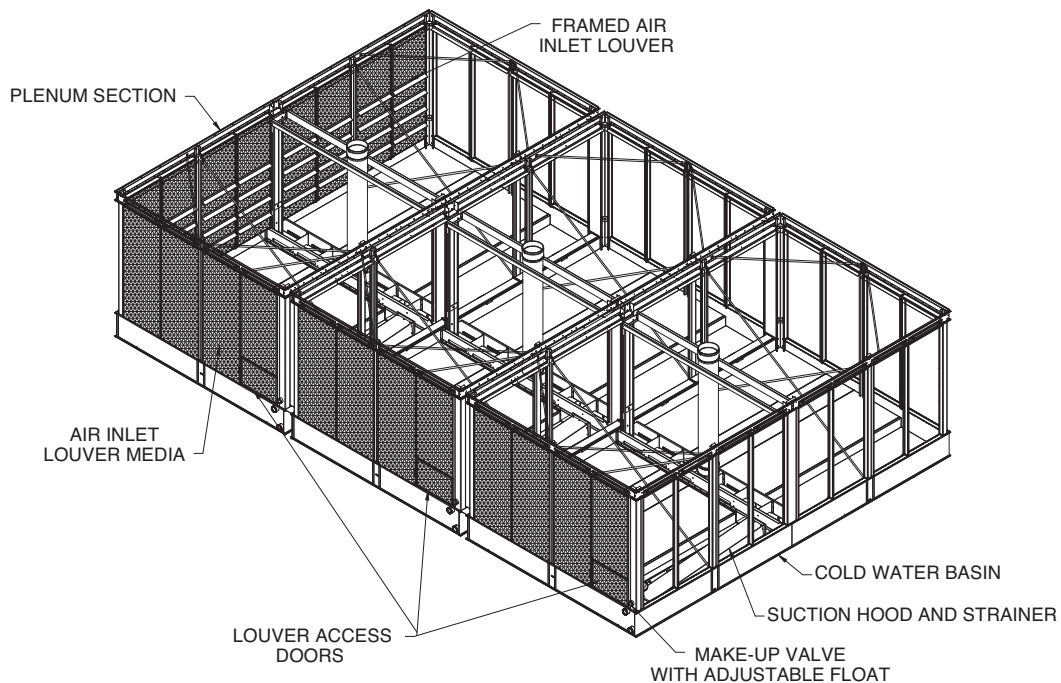 FRAMED AIR
INLET LOUVER
PLENUM SECTION
AIR INLET
LOUVER MEDIA
COLD WATER BASIN
SUCTION HOOD AND STRAINER
LOUVER ACCESS
DOORS
MAKE-UP VALVE
WITH ADJUSTABLE FLOAT